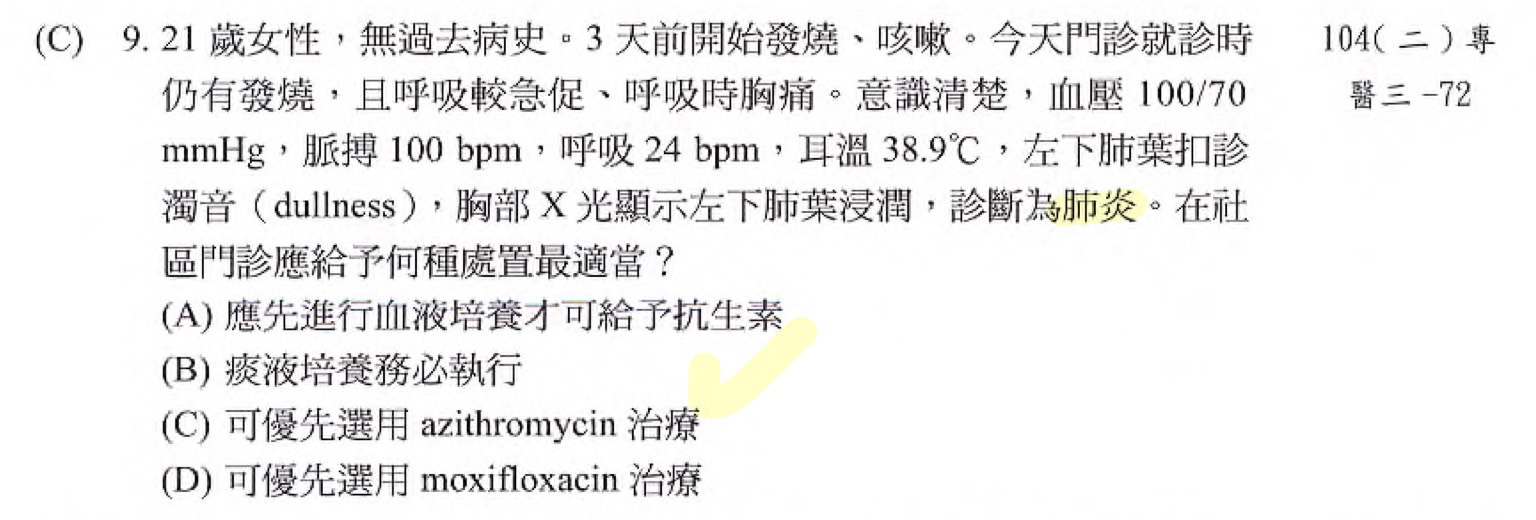 (C) 9. 21 歲女性，無過去病史。3 天前開始發燒、咳嗽。今天門診就診時 104(二)專
仍有發燒，且呼吸較急促、呼吸時胸痛。意識清楚，血壓 100/70 醫三-72
mmHg，脈搏 100 bpm，呼吸 24 bpm，耳溫 38.9℃，左下肺葉扣診
濁音（dullness），胸部 X 光顯示左下肺葉浸潤，診斷為肺炎。在社
區門診應給予何種處置最適當？
(A) 應先進行血液培養才可給予抗生素
(B) 痰液培養務必執行
(C) 可優先選用 azithromycin 治療
(D) 可優先選用 moxifloxacin 治療